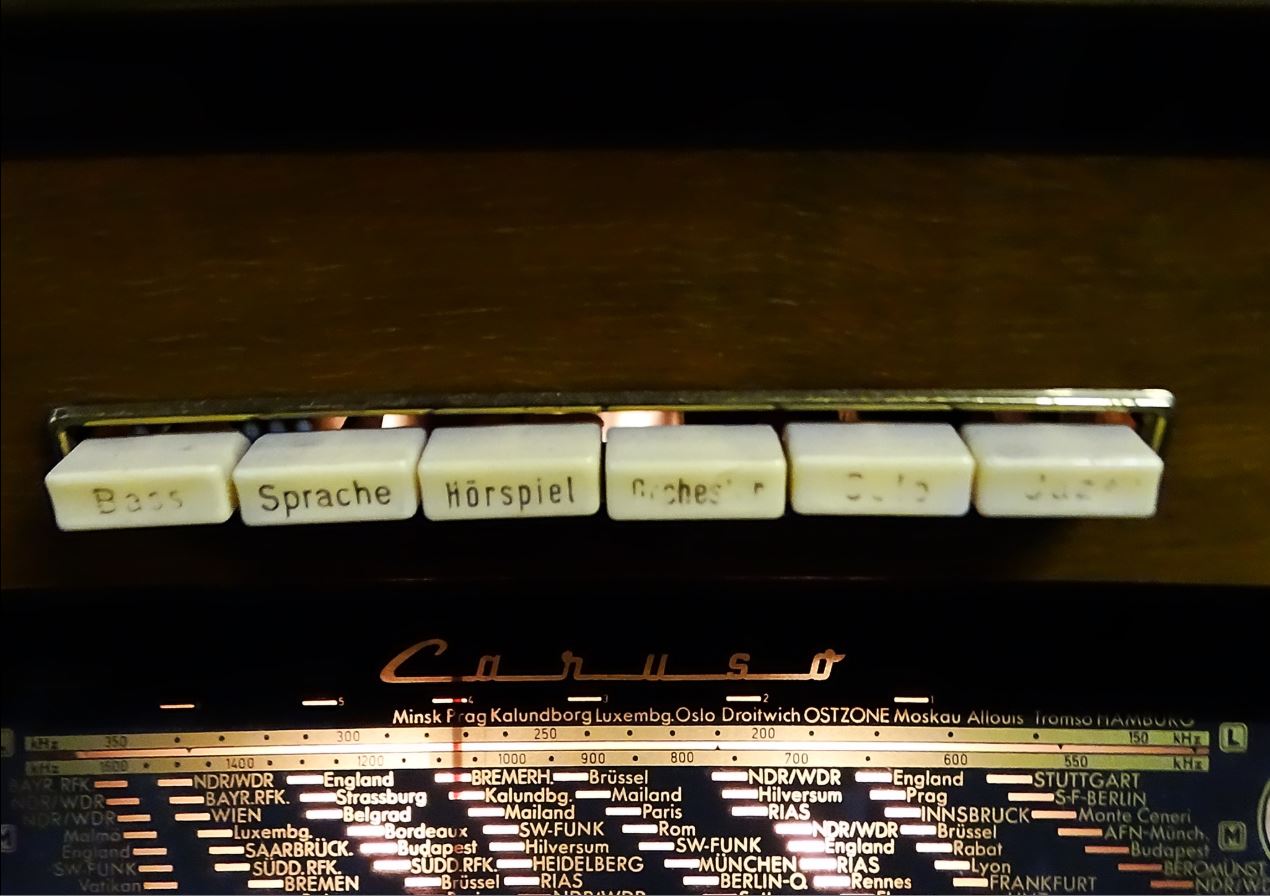 Bass Sprache Hörspiel Orchester Solo Jazz
Caruso
5 4 3 2 1
Minsk Prag Kalundborg Luxembg. Oslo Droitwich OSTZONE Moskau Allouis Tromsö HAMBURG
kHz 350 300 250 200 150 kHz L
kHz 1600 1400 1200 1000 900 800 700 600 550 kHz
BAYR.RFK. NDR/WDR England BREMERH. Brüssel NDR/WDR England STUTTGART
NDR/WDR BAYR.RFK. Strassburg Kalundbg. Mailand Hilversum Prag S-F-BERLIN
NDR/WDR WIEN Belgrad Mailand Paris RIAS INNSBRUCK Monte Ceneri
M Malmö Luxembg. Bordeaux SW-FUNK Rom NDR/WDR Brüssel AFN-Münch. M
England SAARBRÜCK. Budapest Hilversum SW-FUNK England Rabat Budapest
SW-FUNK SÜDD.RFK. SÜDD.RFK. HEIDELBERG MÜNCHEN RIAS Lyon BEROMÜNST
Vatikan BREMEN Brüssel RIAS BERLIN-Q Rennes FRANKFURT
NDR/WDR